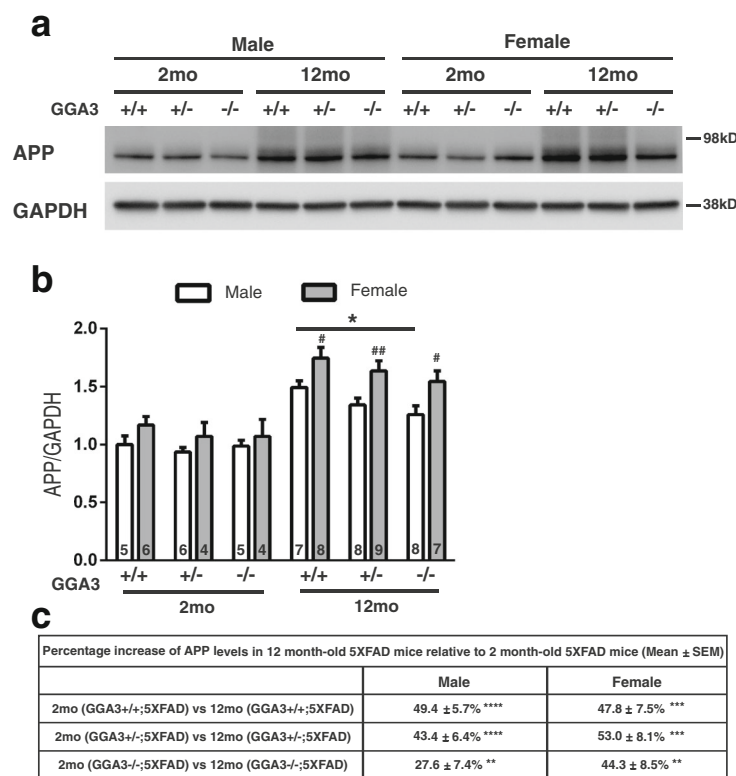 a
Male Female
2mo 12mo 2mo 12mo
GGA3 +/+ +/- -/- +/+ +/- -/- +/+ +/- -/- +/+ +/- -/-
APP 98kD
GAPDH 38kD
b
Male Female
APP/GAPDH
2.0
1.5
1.0
0.5
0.0
*
# ## #
5 6 6 4 5 4 7 8 8 9 8 7
GGA3 +/+ +/- -/- +/+ +/- -/-
2mo 12mo
c
Percentage increase of APP levels in 12 month-old 5XFAD mice relative to 2 month-old 5XFAD mice (Mean ± SEM)
Male Female
2mo (GGA3+/+;5XFAD) vs 12mo (GGA3+/+;5XFAD) 49.4 ±5.7% **** 47.8 ± 7.5% ***
2mo (GGA3+/-;5XFAD) vs 12mo (GGA3+/-;5XFAD) 43.4 ± 6.4% **** 53.0 ± 8.1% ***
2mo (GGA3-/-;5XFAD) vs 12mo (GGA3-/-;5XFAD) 27.6 ± 7.4% ** 44.3 ± 8.5% **